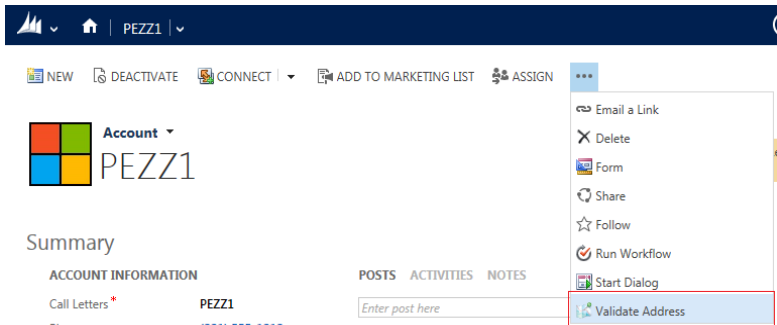 PEZZ1
NEW DEACTIVATE CONNECT ADD TO MARKETING LIST ASSIGN ...
Email a Link
Delete
Form
Share
Follow
Run Workflow
Start Dialog
Validate Address
Account
PEZZ1
Summary
ACCOUNT INFORMATION
Call Letters * PEZZ1
POSTS ACTIVITIES NOTES
Enter post here